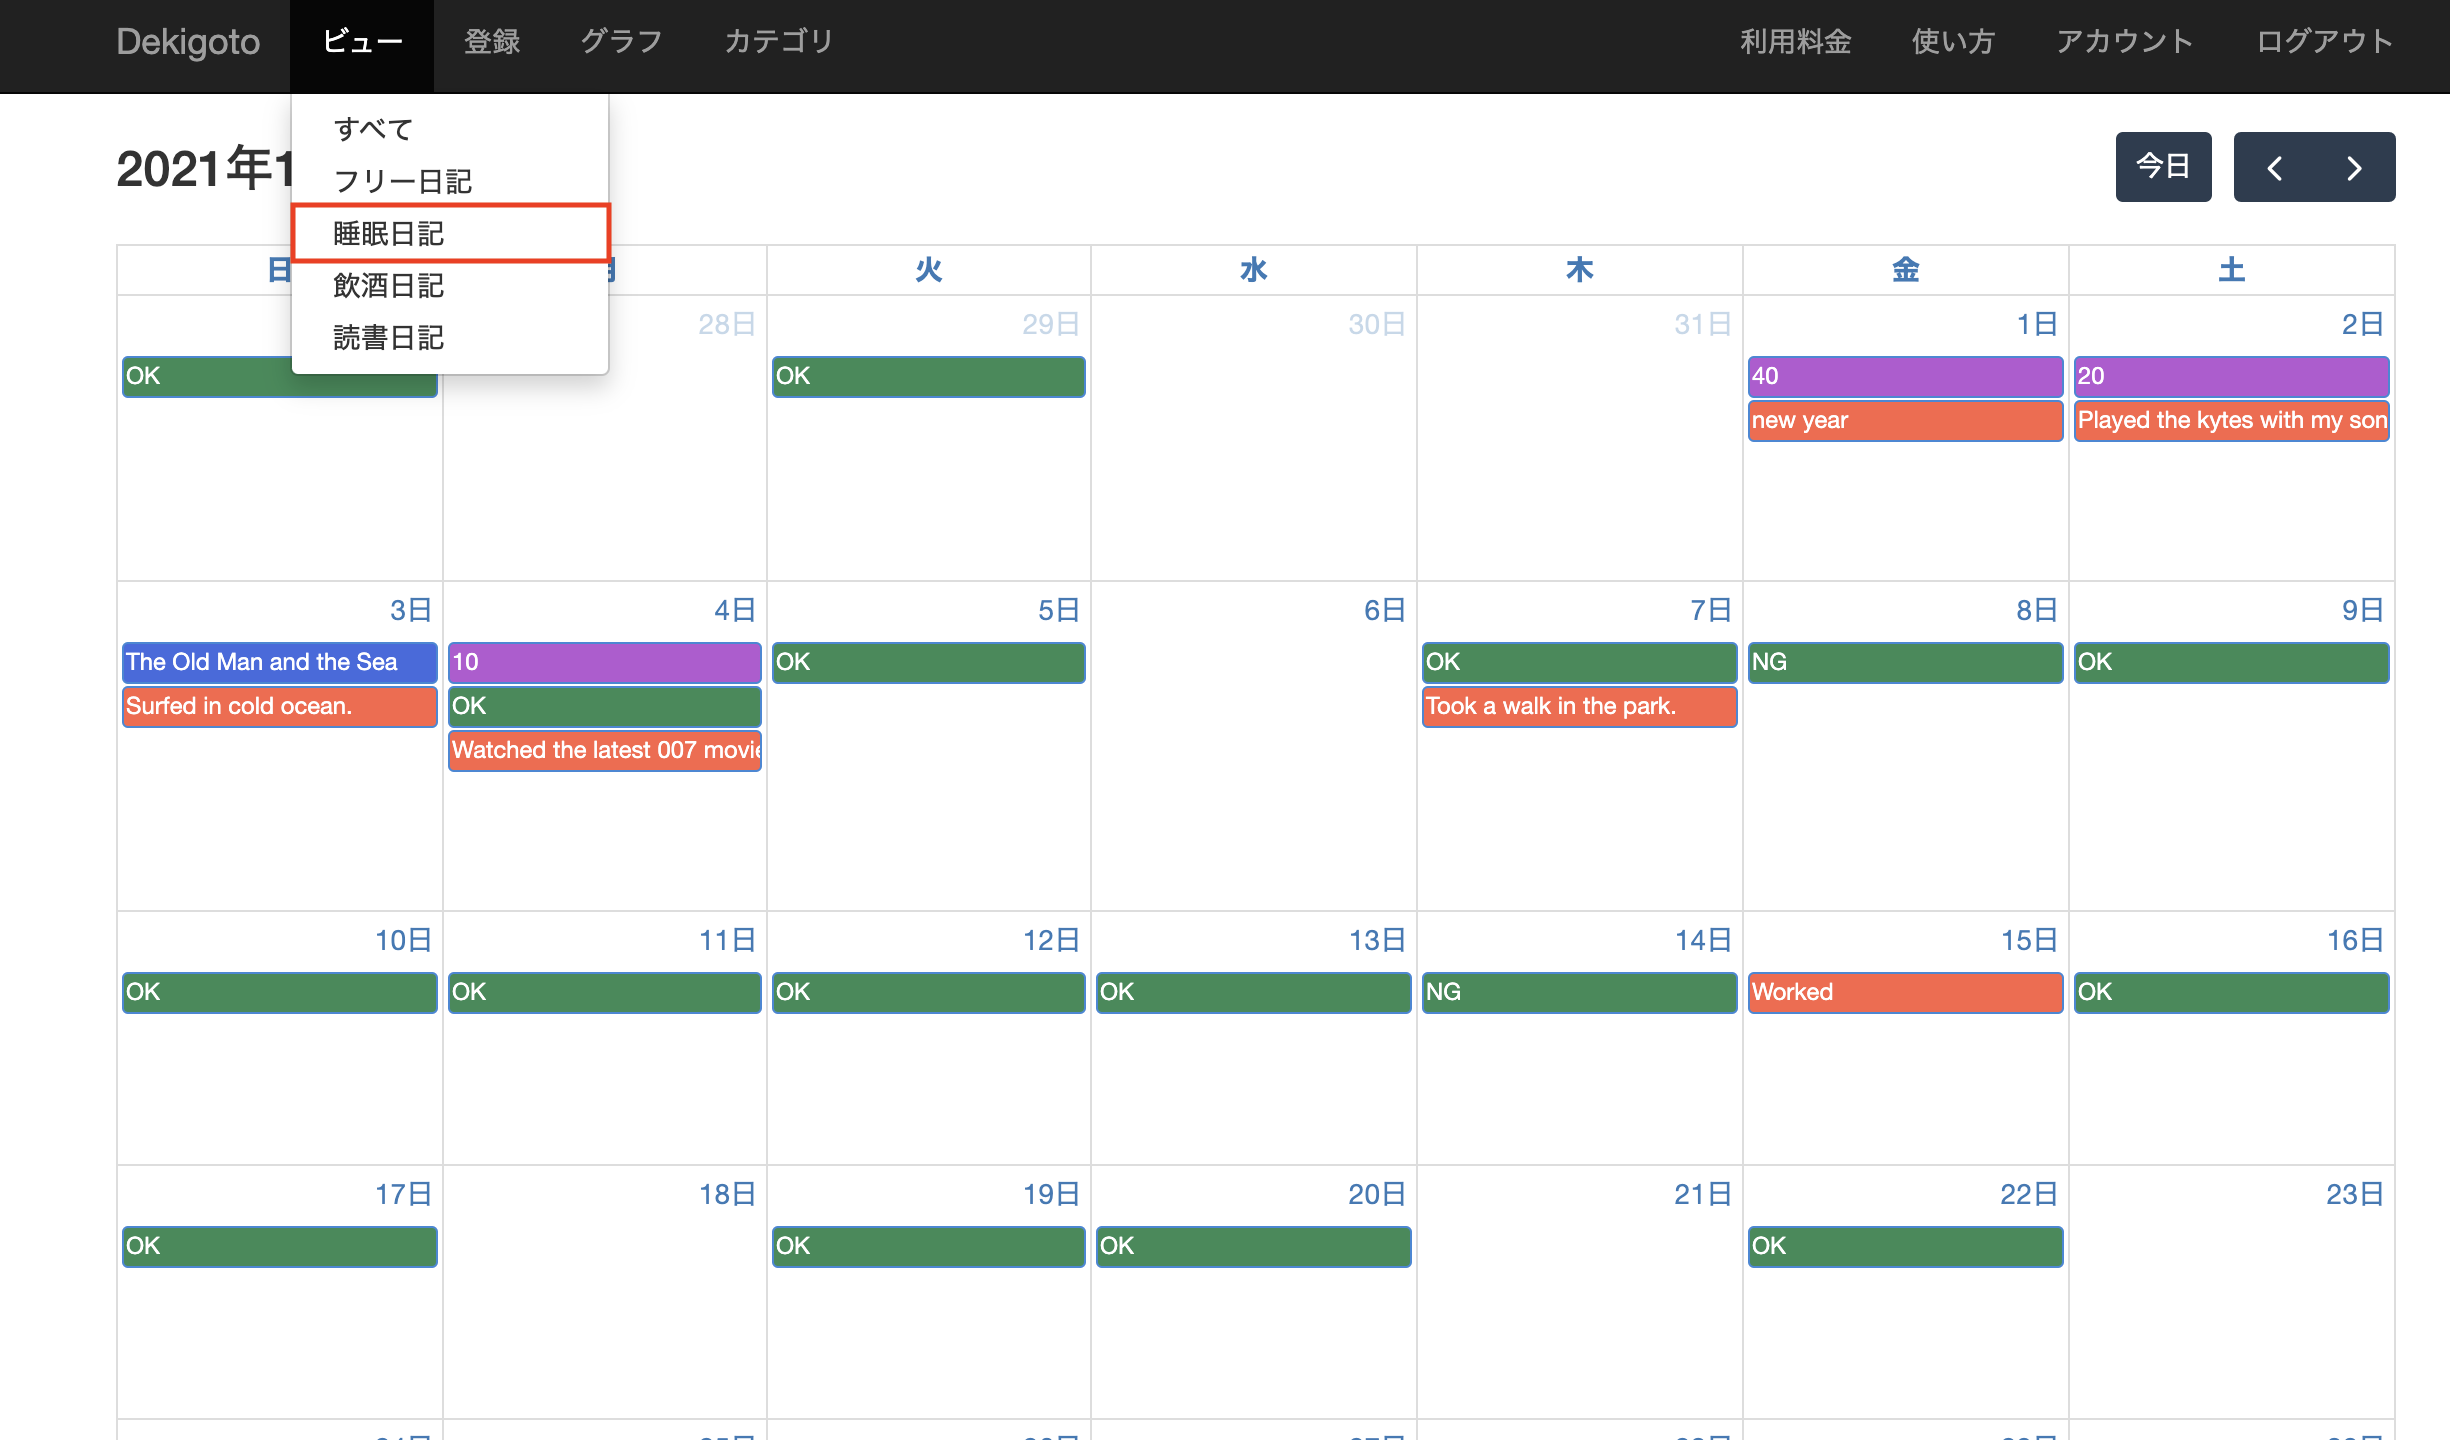 Dekigoto ビュー 登録 グラフ カテゴリ 利用料金 使い方 アカウント ログアウト
すべて
フリー日記
睡眠日記
飲酒日記
読書日記
2021年1
今日
日 火 水 木 金 土
28日 29日 30日 31日 1日 2日
OK OK 40 20
new year Played the kytes with my son
3日 4日 5日 6日 7日 8日 9日
The Old Man and the Sea 10 OK OK NG OK
Surfed in cold ocean. OK Took a walk in the park.
Watched the latest 007 movie
10日 11日 12日 13日 14日 15日 16日
OK OK OK OK NG Worked OK
17日 18日 19日 20日 21日 22日 23日
OK OK OK OK